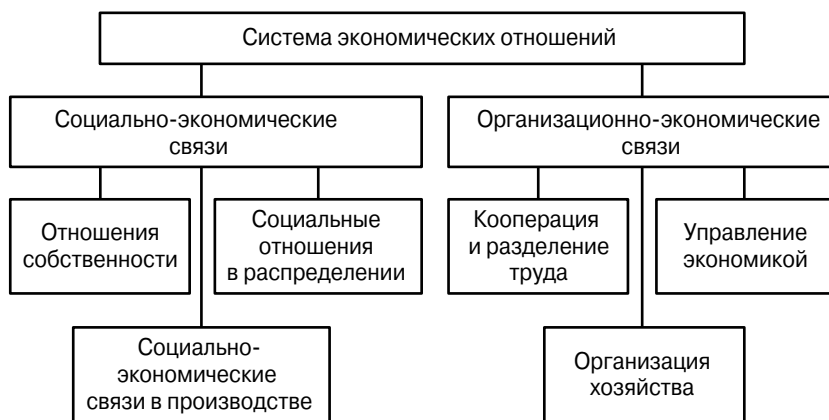 Система экономических отношений
Социально-экономические
связи
Организационно-экономические
связи
Отношения
собственности
Социальные
отношения
в распределении
Кооперация
и разделение
труда
Управление
экономикой
Социально-
экономические
связи в производстве
Организация
хозяйства